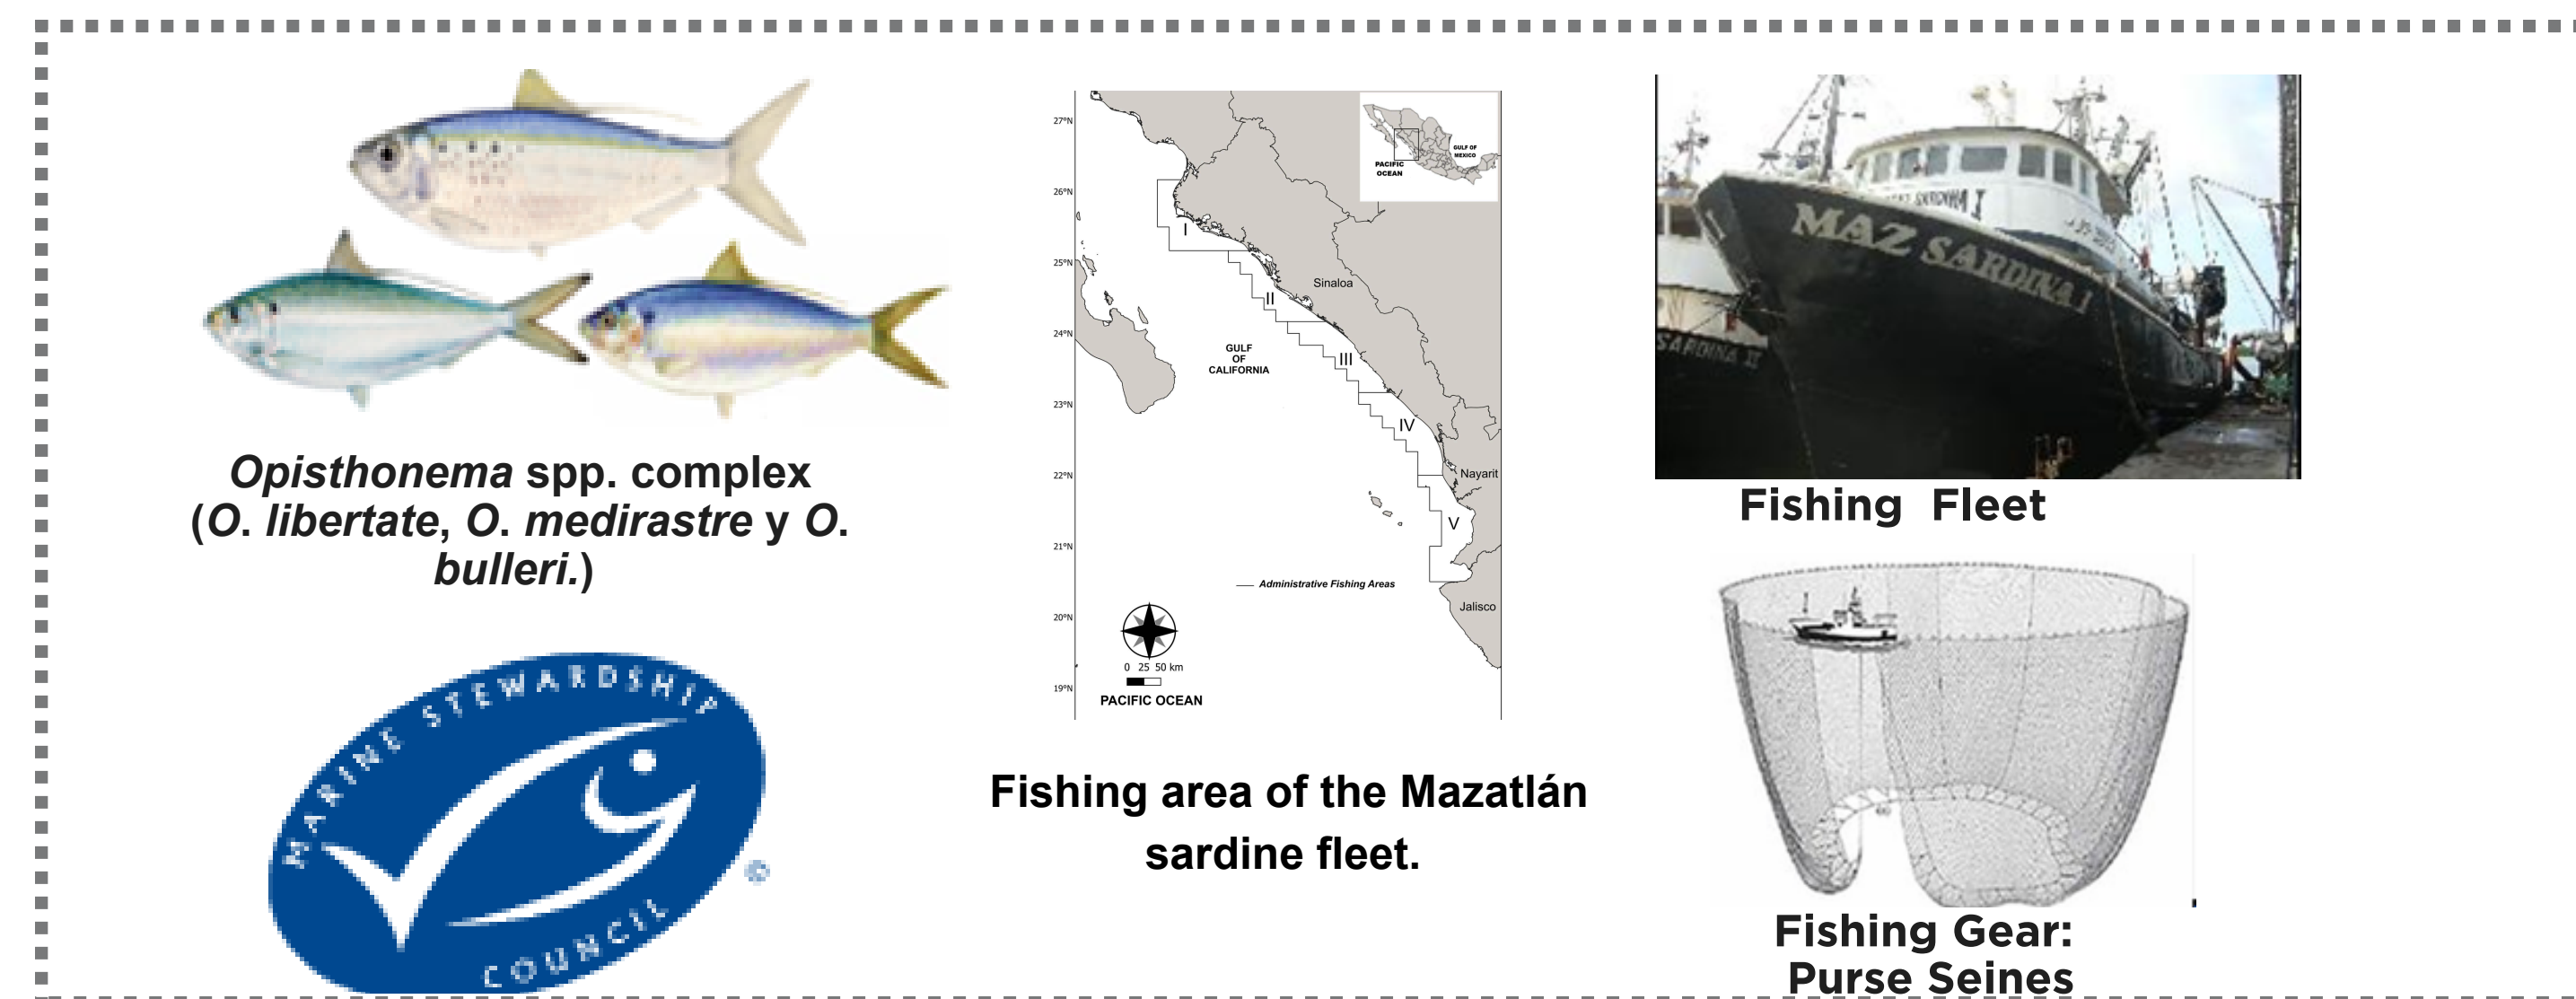 Opisthonema spp. complex
(O. libertate, O. medirastre y O.
bulleri.)
MARINE STEWARDSHIP
COUNCIL
©
27°N
26°N
25°N
24°N
23°N
22°N
21°N
20°N
19°N
GULF OF
MEXICO
PACIFIC
OCEAN
I
II
III
IV
V
Sinaloa
Nayarit
Jalisco
GULF
OF
CALIFORNIA
Administrative Fishing Areas
0 25 50 km
PACIFIC OCEAN
Fishing area of the Mazatlán
sardine fleet.
MAZ SARDINA I
SARDINA II
Fishing Fleet
Fishing Gear:
Purse Seines